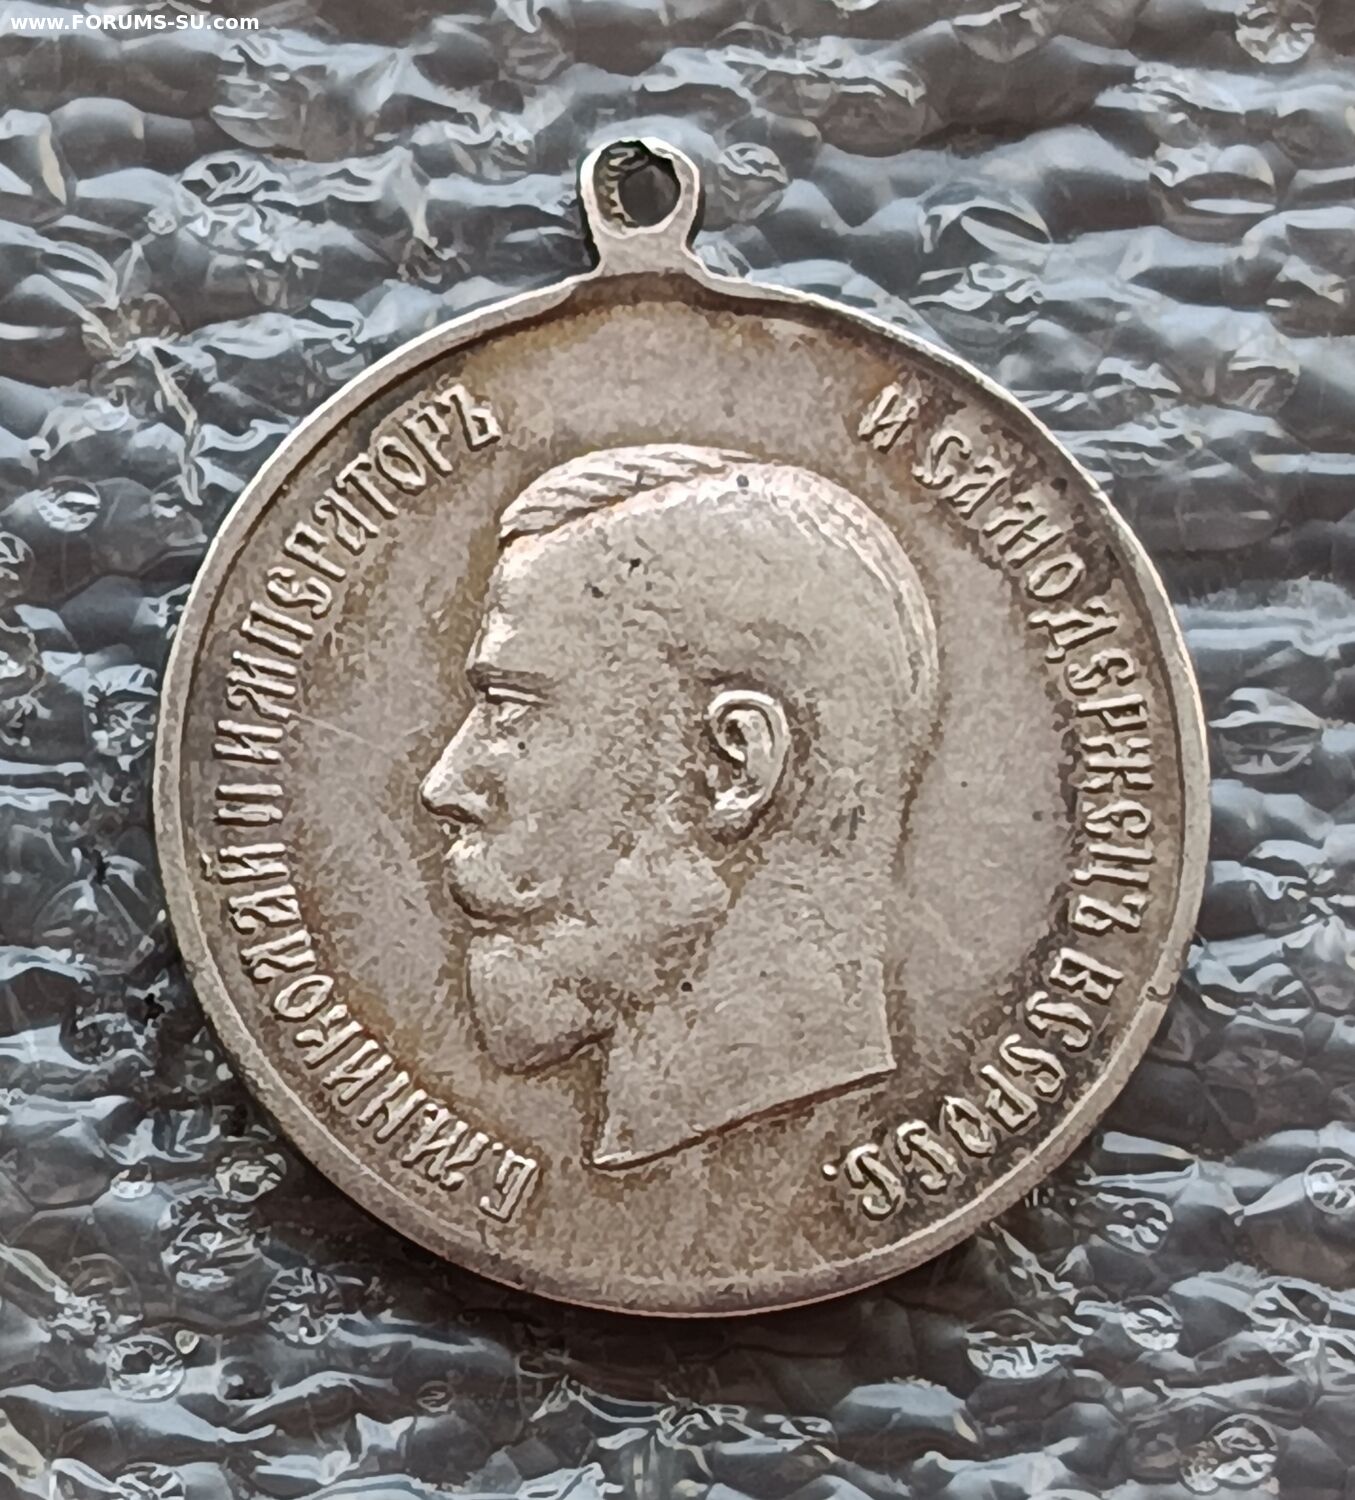 www.FORUMS-SU.com
Б.М.НИКОЛАЙ II ИМПЕРАТОРЪ
И САМОДЕРЖЕЦЪ ВСЕРОСС.